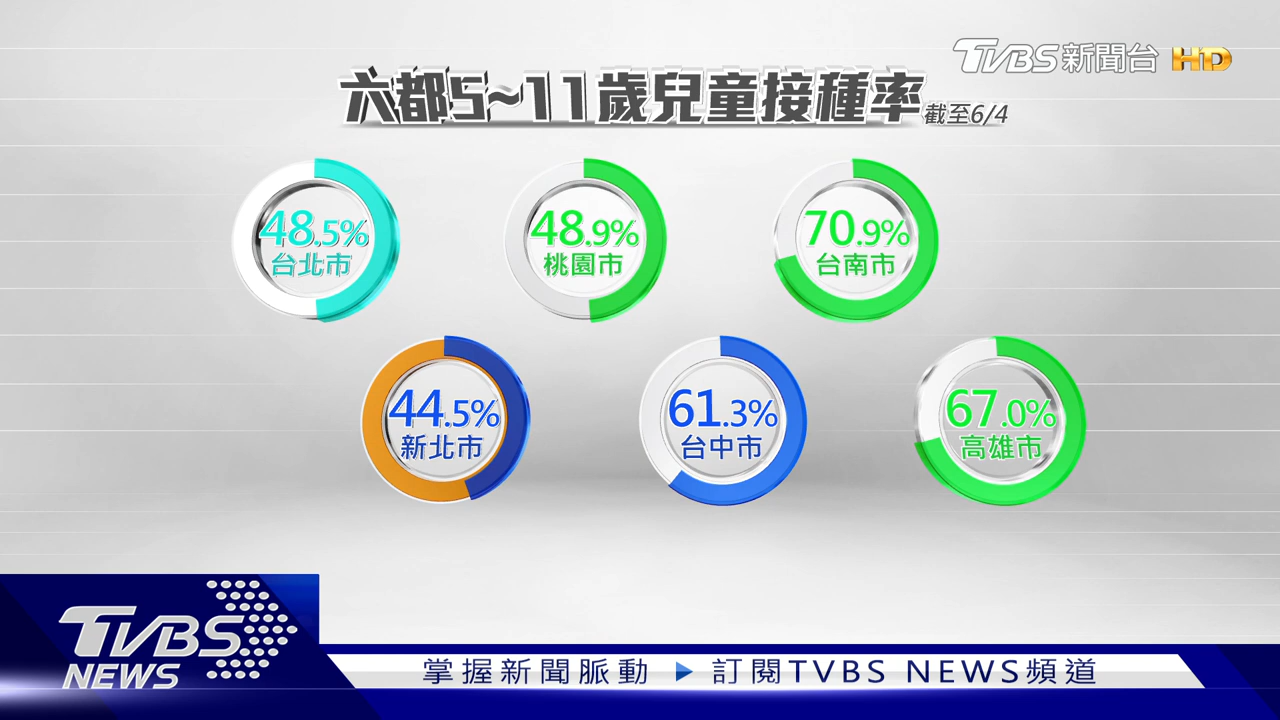 TVBS新聞台 HD
六都5~11歲兒童接種率 截至6/4
48.5%
台北市
48.9%
桃園市
70.9%
台南市
44.5%
新北市
61.3%
台中市
67.0%
高雄市
TVBS
NEWS
掌握新聞脈動 ▶ 訂閱TVBS NEWS頻道